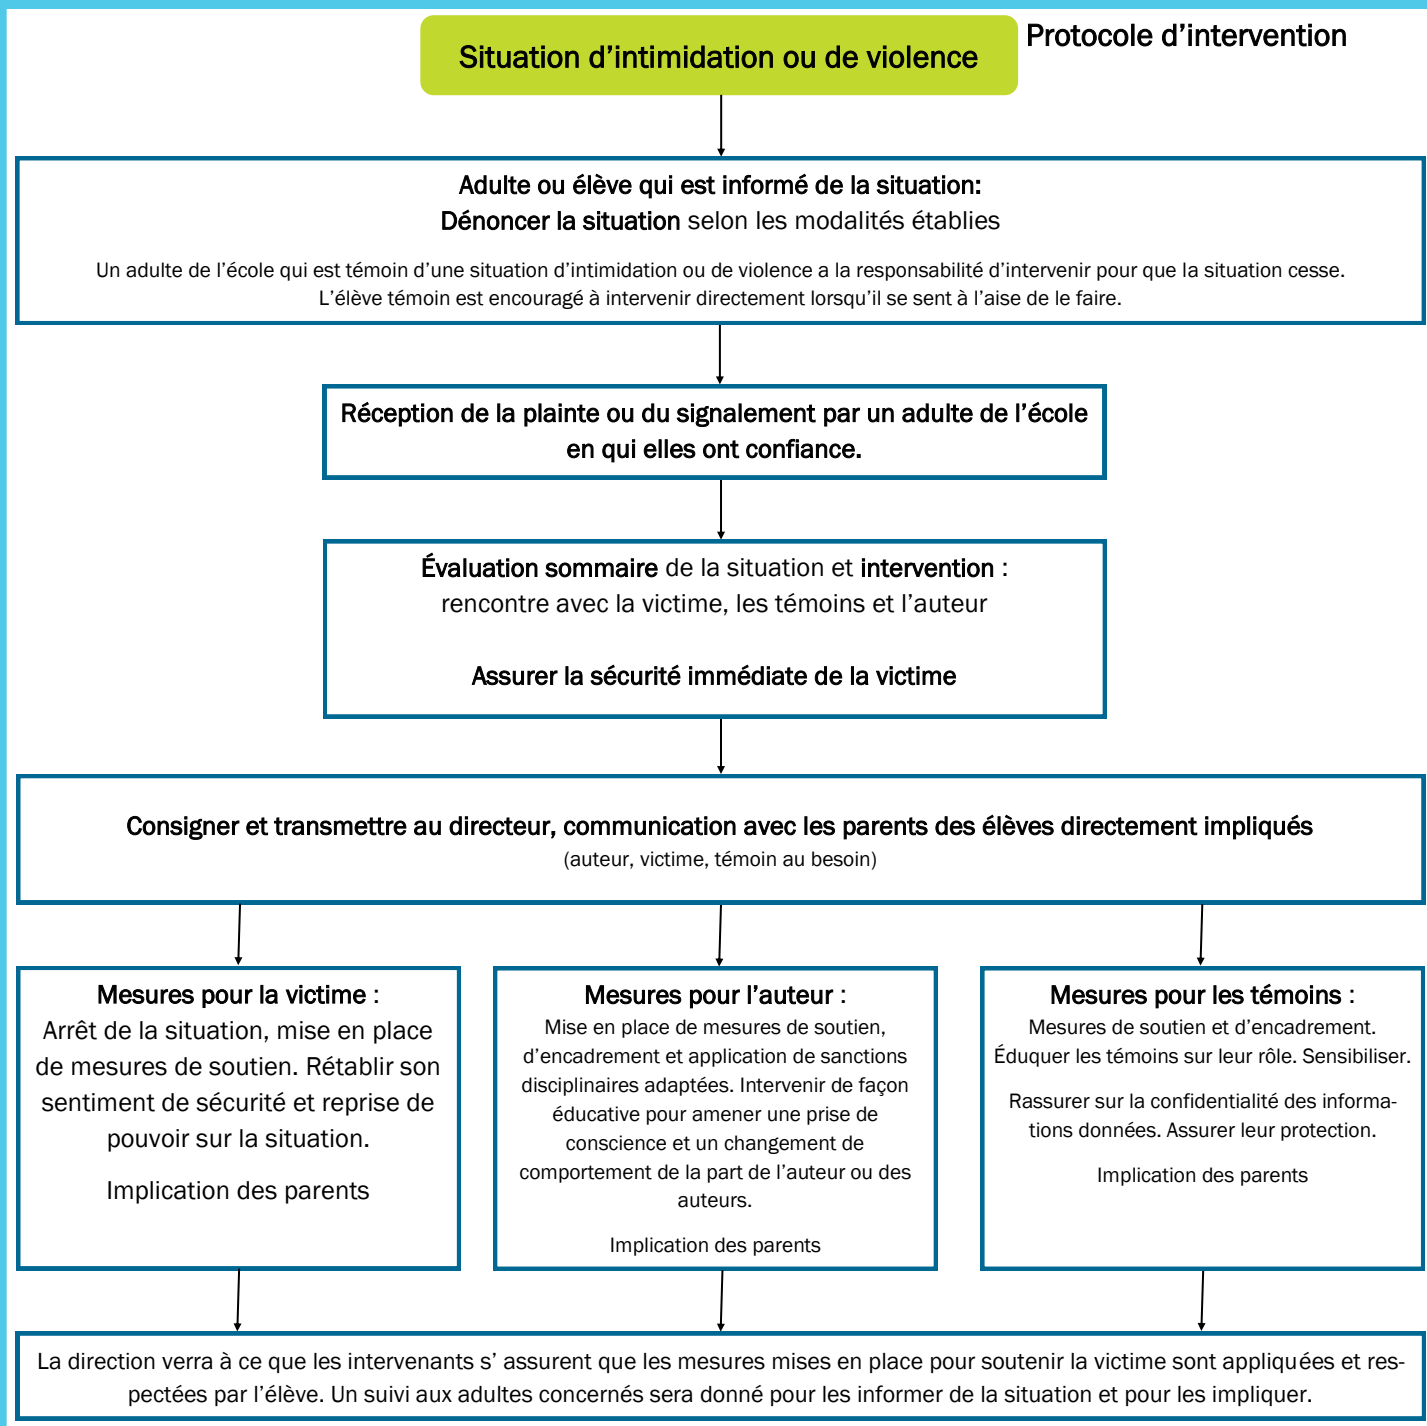 Protocole d’intervention
Situation d’intimidation ou de violence
Adulte ou élève qui est informé de la situation:
Dénoncer la situation selon les modalités établies
Un adulte de l’école qui est témoin d’une situation d’intimidation ou de violence a la responsabilité d’intervenir pour que la situation cesse.
L’élève témoin est encouragé à intervenir directement lorsqu’il se sent à l’aise de le faire.
Réception de la plainte ou du signalement par un adulte de l’école
en qui elles ont confiance.
Évaluation sommaire de la situation et intervention :
rencontre avec la victime, les témoins et l’auteur
Assurer la sécurité immédiate de la victime
Consigner et transmettre au directeur, communication avec les parents des élèves directement impliqués
(auteur, victime, témoin au besoin)
Mesures pour la victime :
Arrêt de la situation, mise en place
de mesures de soutien. Rétablir son
sentiment de sécurité et reprise de
pouvoir sur la situation.
Implication des parents
Mesures pour l’auteur :
Mise en place de mesures de soutien,
d’encadrement et application de sanctions
disciplinaires adaptées. Intervenir de façon
éducative pour amener une prise de
conscience et un changement de
comportement de la part de l’auteur ou des
auteurs.
Implication des parents
Mesures pour les témoins :
Mesures de soutien et d’encadrement.
Éduquer les témoins sur leur rôle. Sensibiliser.
Rassurer sur la confidentialité des informa-
tions données. Assurer leur protection.
Implication des parents
La direction verra à ce que les intervenants s’ assurent que les mesures mises en place pour soutenir la victime sont appliquées et res-
pectées par l’élève. Un suivi aux adultes concernés sera donné pour les informer de la situation et pour les impliquer.